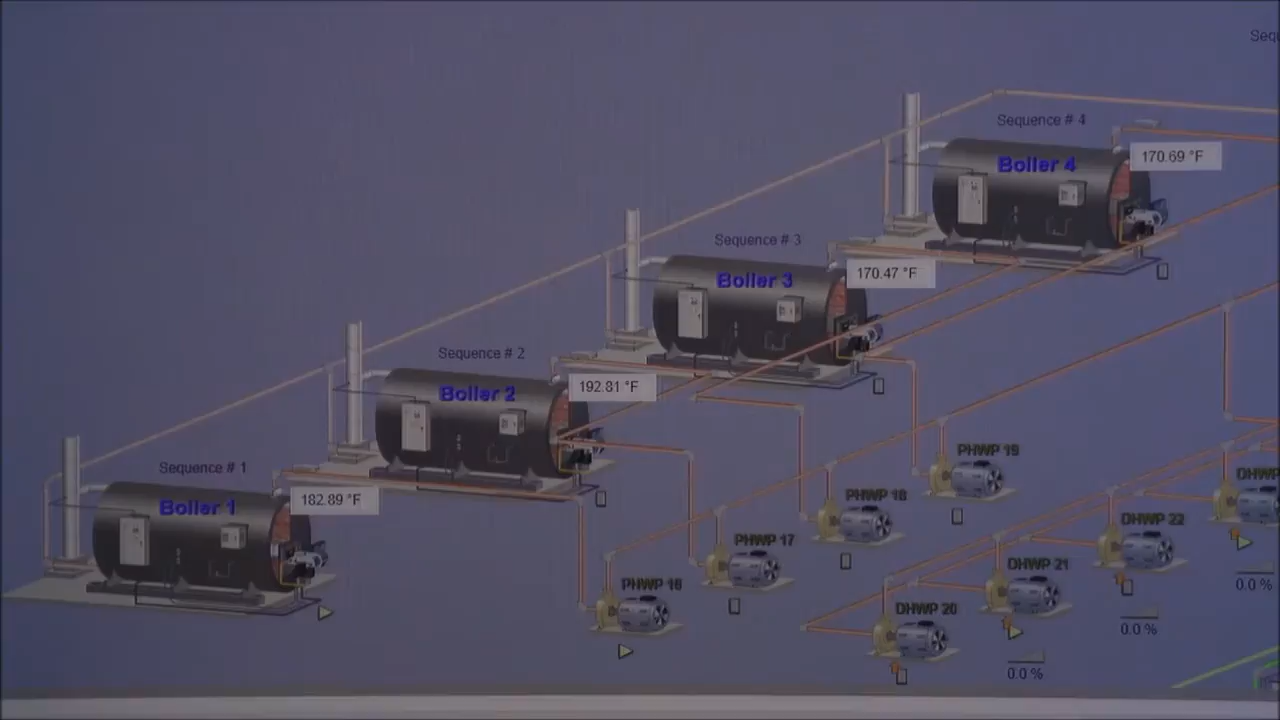 Sequence # 4
Boiler 4
170.69 °F
Sequence # 3
Boiler 3
170.47 °F
Sequence # 2
Boiler 2
192.81 °F
Sequence # 1
Boiler 1
182.89 °F
PHWP 19
PHWP 18
PHWP 17
PHWP 16
DHWP 22
DHWP 21
DHWP 20
0.0 %
0.0 %
0.0 %